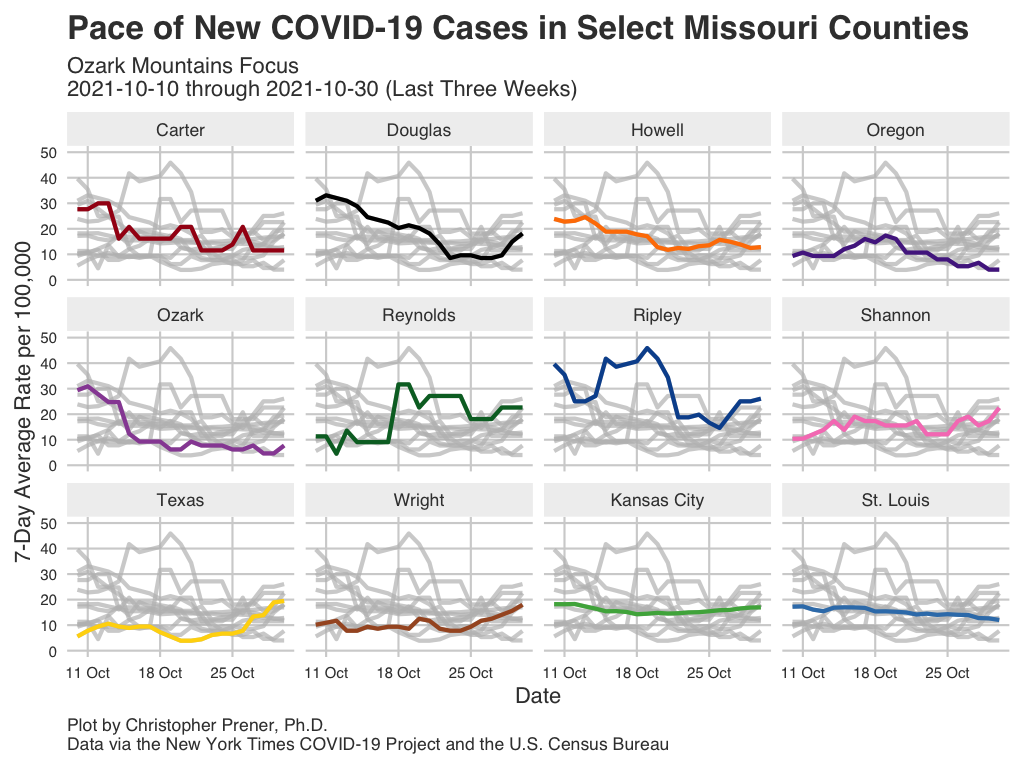 Pace of New COVID-19 Cases in Select Missouri Counties
Ozark Mountains Focus
2021-10-10 through 2021-10-30 (Last Three Weeks)
Carter Douglas Howell Oregon
50
40
30
20
10
0
Ozark Reynolds Ripley Shannon
50
40
30
20
10
0
Texas Wright Kansas City St. Louis
50
40
30
20
10
0
11 Oct 18 Oct 25 Oct 11 Oct 18 Oct 25 Oct 11 Oct 18 Oct 25 Oct 11 Oct 18 Oct 25 Oct
7-Day Average Rate per 100,000
Date
Plot by Christopher Prener, Ph.D.
Data via the New York Times COVID-19 Project and the U.S. Census Bureau